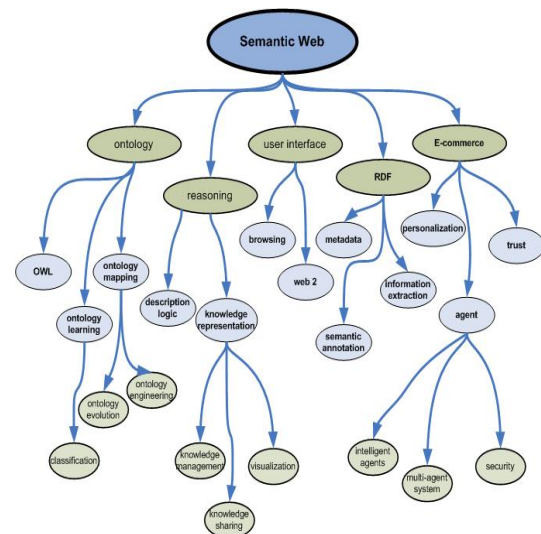 Semantic Web
ontology
user interface
E-commerce
reasoning
RDF
OWL
ontology
mapping
browsing
metadata
personalization
trust
ontology
learning
description
logic
knowledge
representation
web 2
semantic
annotation
information
extraction
agent
ontology
evolution
ontology
engineering
classification
knowledge
management
visualization
knowledge
sharing
intelligent
agents
multi-agent
system
security